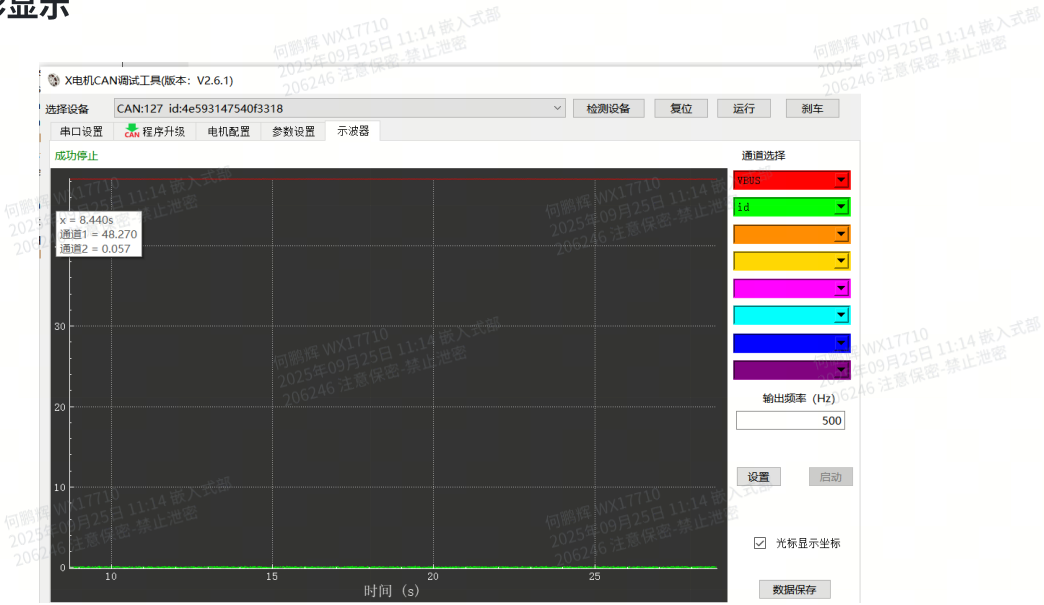 显示
X电机CAN调试工具(版本：V2.6.1)
选择设备 CAN:127 id:4e593147540f3318 检测设备 复位 运行 刹车
串口设置 CAN 程序升级 电机配置 参数设置 示波器
成功停止 通道选择
VBUS
id
x = 8.440s
通道1 = 48.270
通道2 = 0.057
30
20
10
0
10 15 20 25
时间 (s)
输出频率 (Hz)
500
设置 启动
光标显示坐标
数据保存
何鹏辉 WX17710
2025年09月25日 11:14 嵌入式部
206246 注意保密-禁止泄密